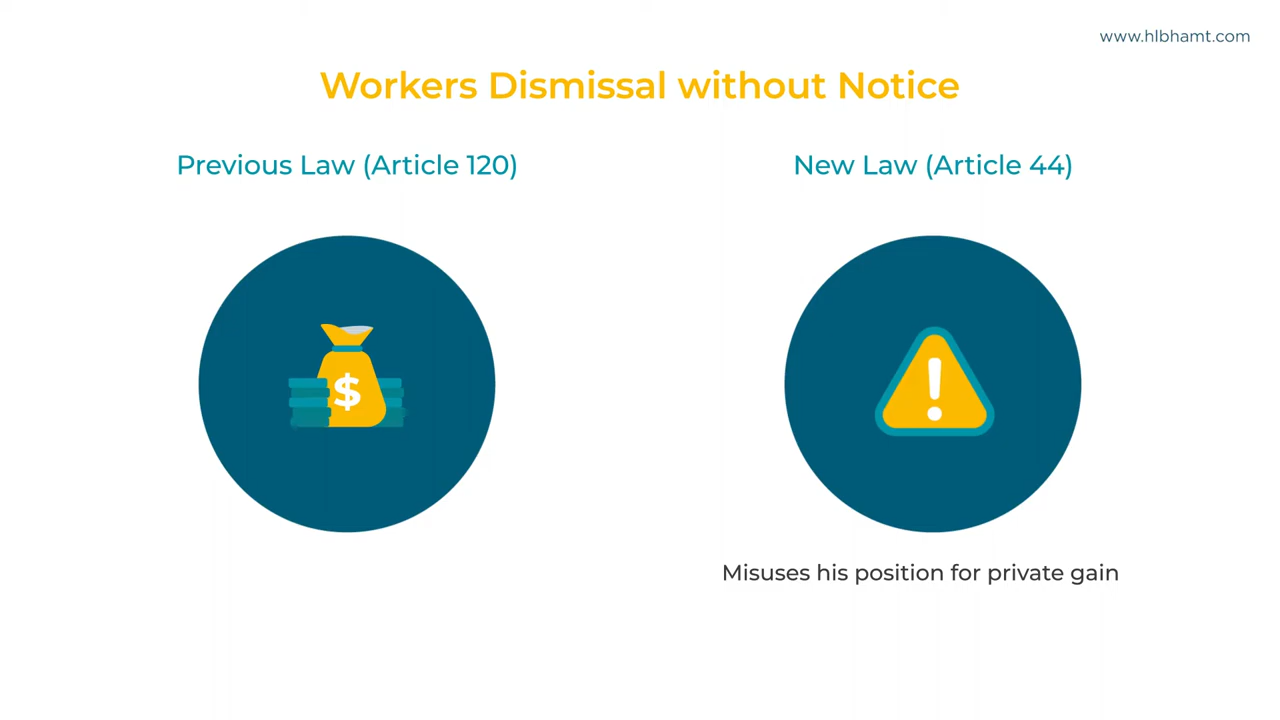 www.hlbhamt.com
Workers Dismissal without Notice
Previous Law (Article 120)
New Law (Article 44)
$
!
Misuses his position for private gain